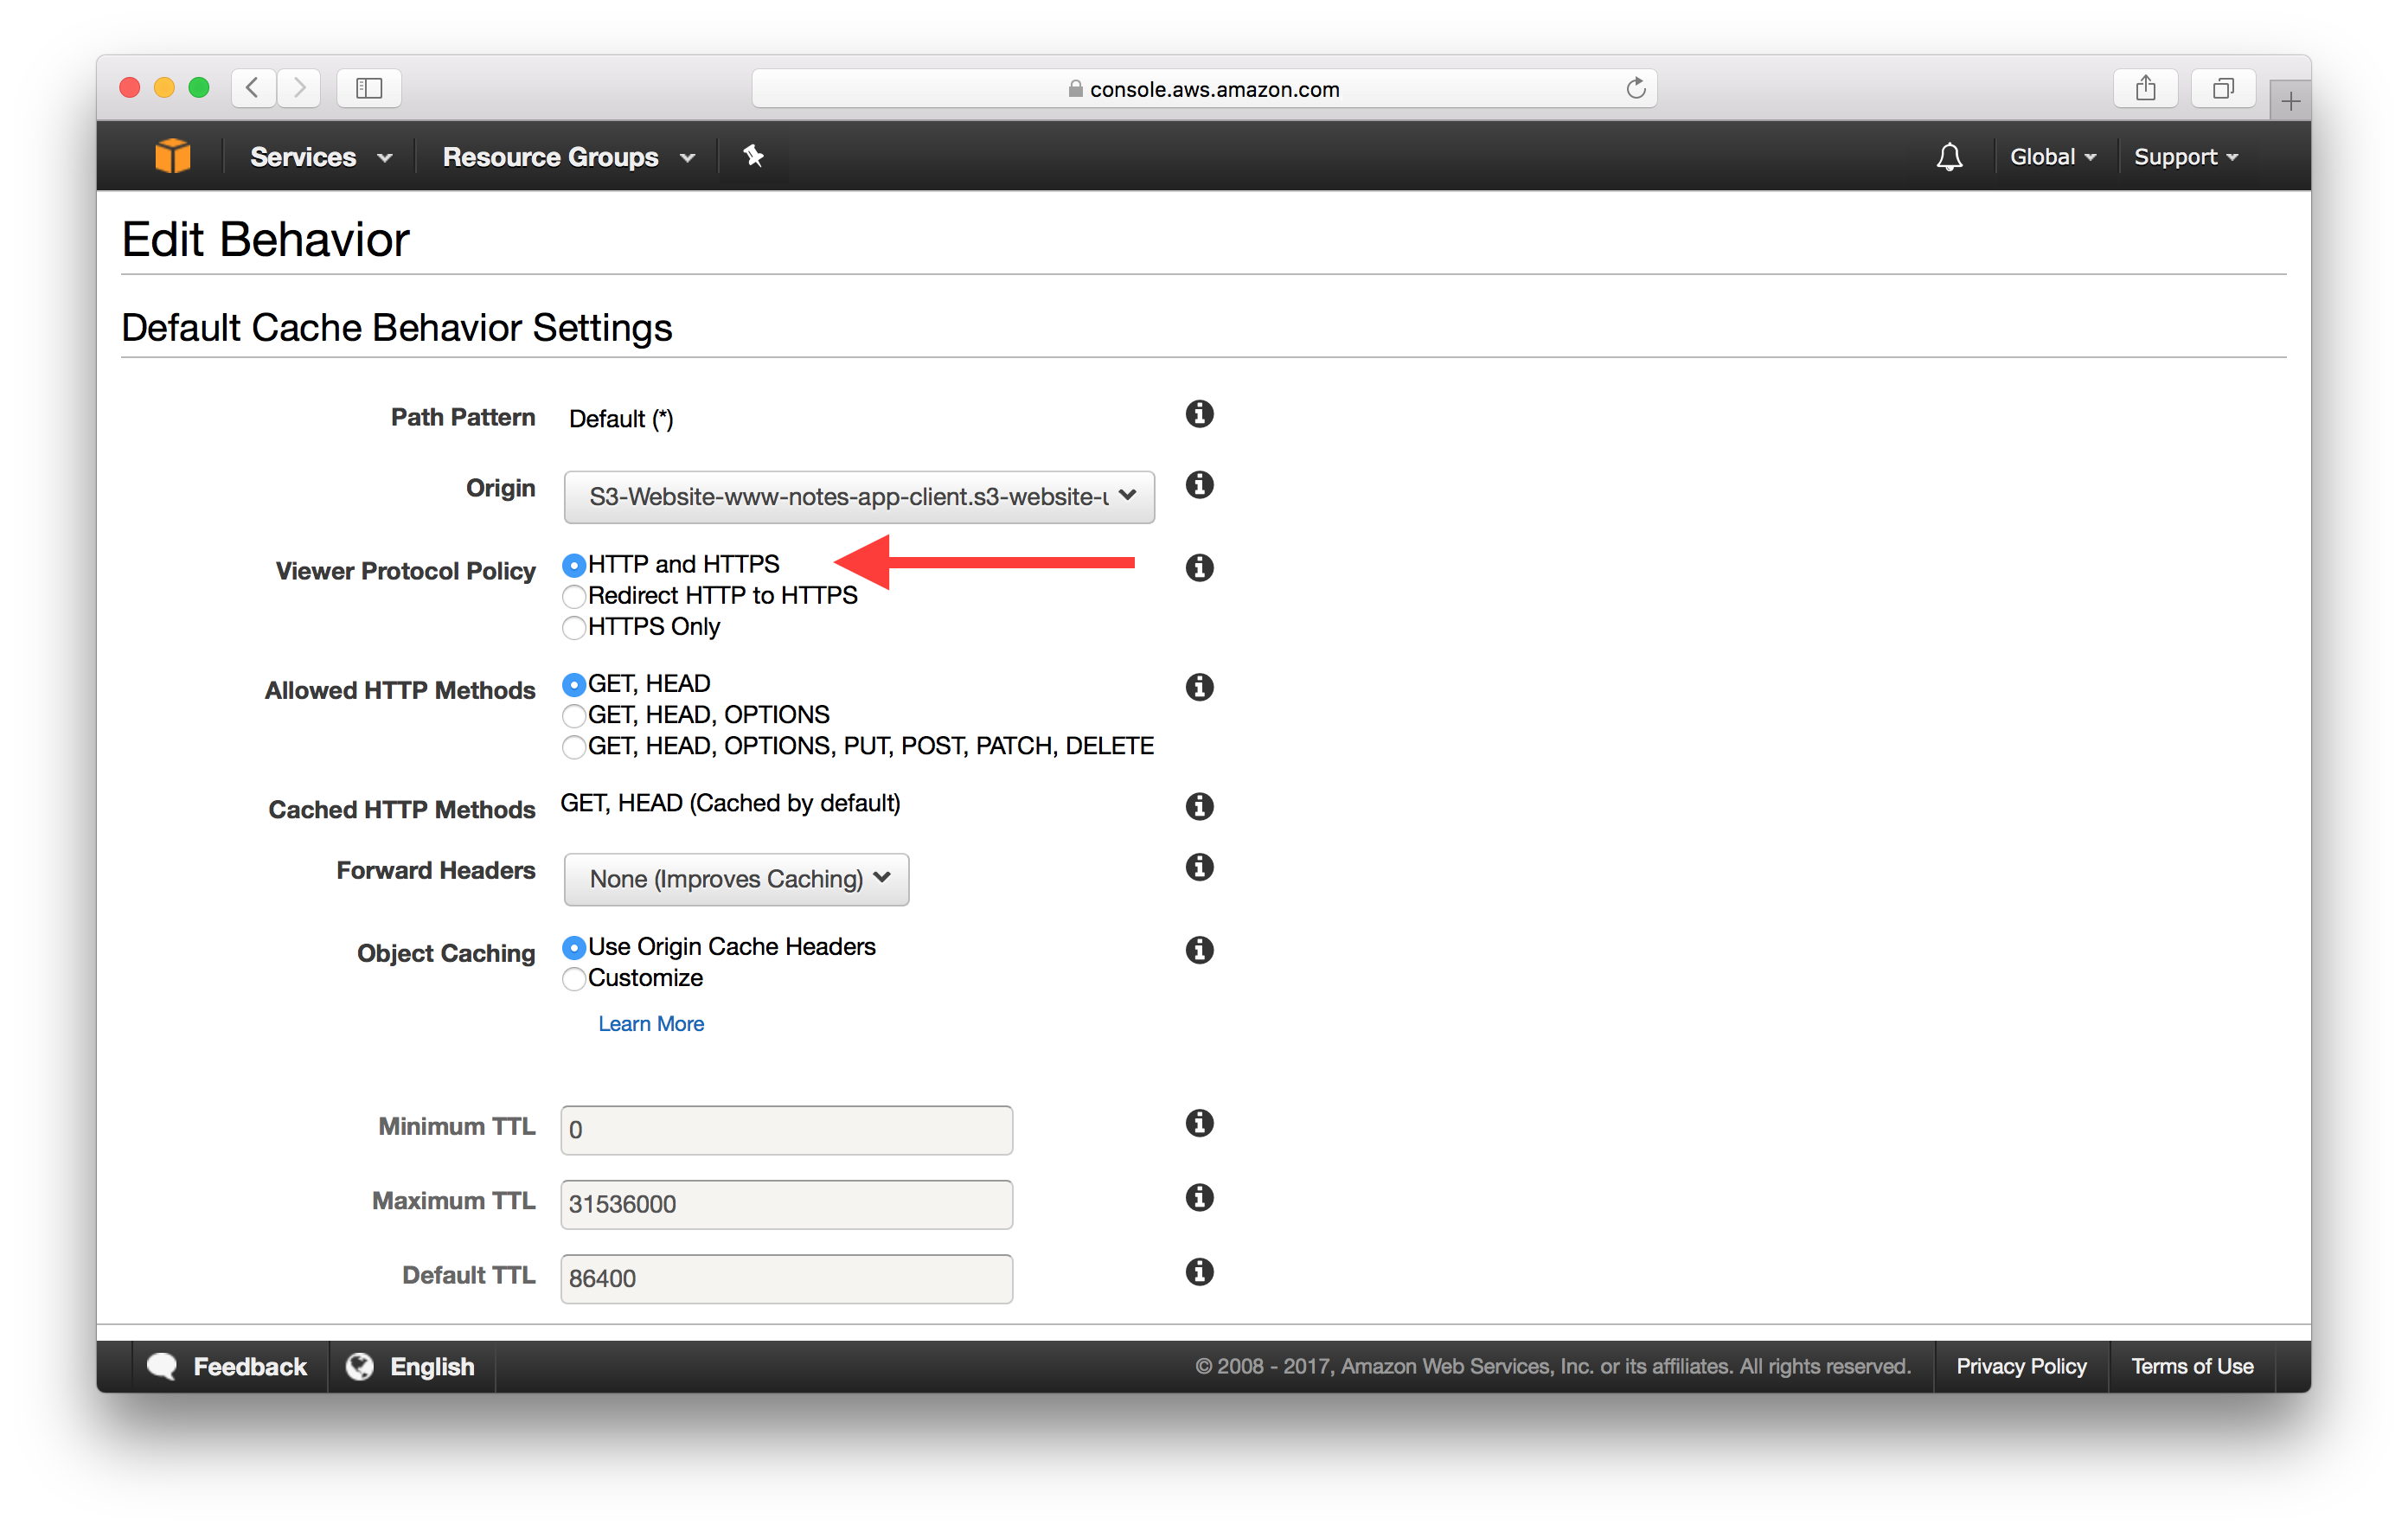 console.aws.amazon.com
Services Resource Groups Global Support
Edit Behavior
Default Cache Behavior Settings
Path Pattern Default (*)
Origin S3-Website-www-notes-app-client.s3-website-u
Viewer Protocol Policy HTTP and HTTPS
Redirect HTTP to HTTPS
HTTPS Only
Allowed HTTP Methods GET, HEAD
GET, HEAD, OPTIONS
GET, HEAD, OPTIONS, PUT, POST, PATCH, DELETE
Cached HTTP Methods GET, HEAD (Cached by default)
Forward Headers None (Improves Caching)
Object Caching Use Origin Cache Headers
Customize
Learn More
Minimum TTL 0
Maximum TTL 31536000
Default TTL 86400
Feedback English © 2008 - 2017, Amazon Web Services, Inc. or its affiliates. All rights reserved. Privacy Policy Terms of Use